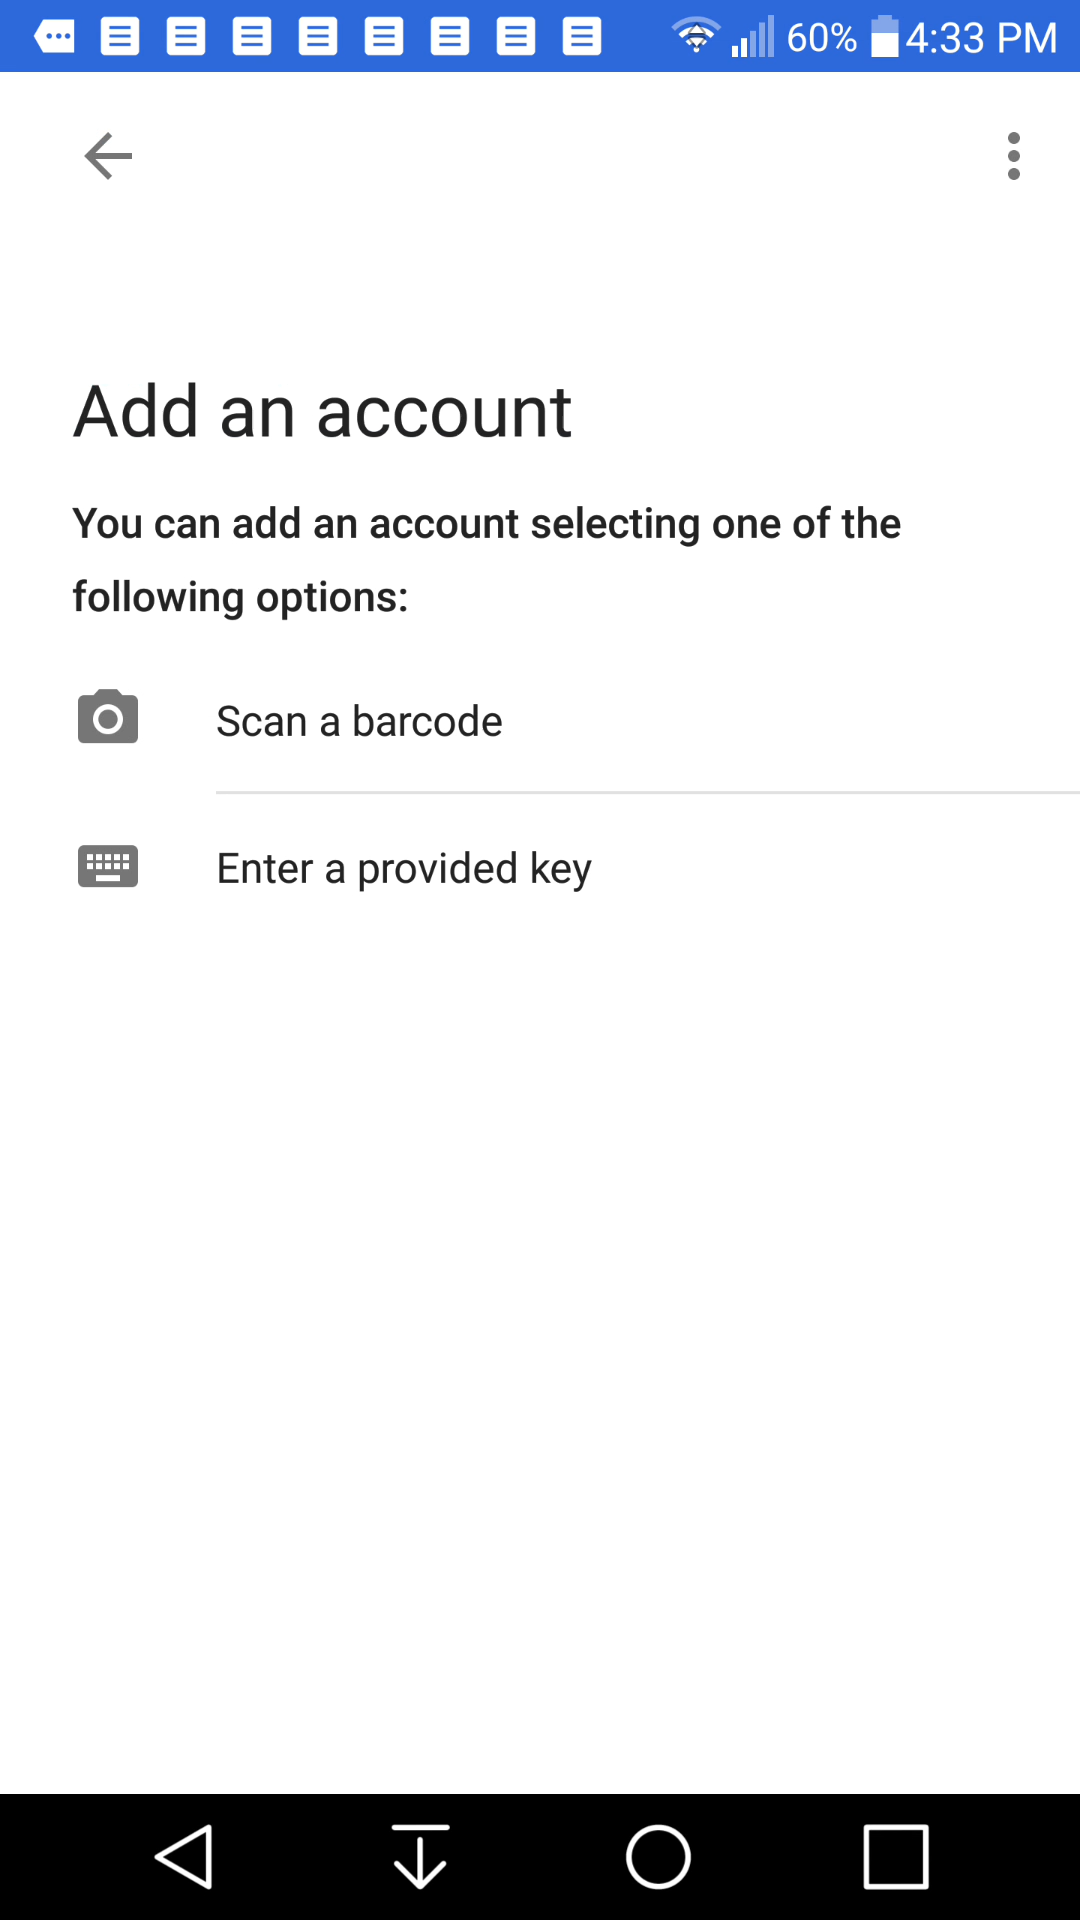 60% 4:33 PM
Add an account
You can add an account selecting one of the
following options:
Scan a barcode
Enter a provided key